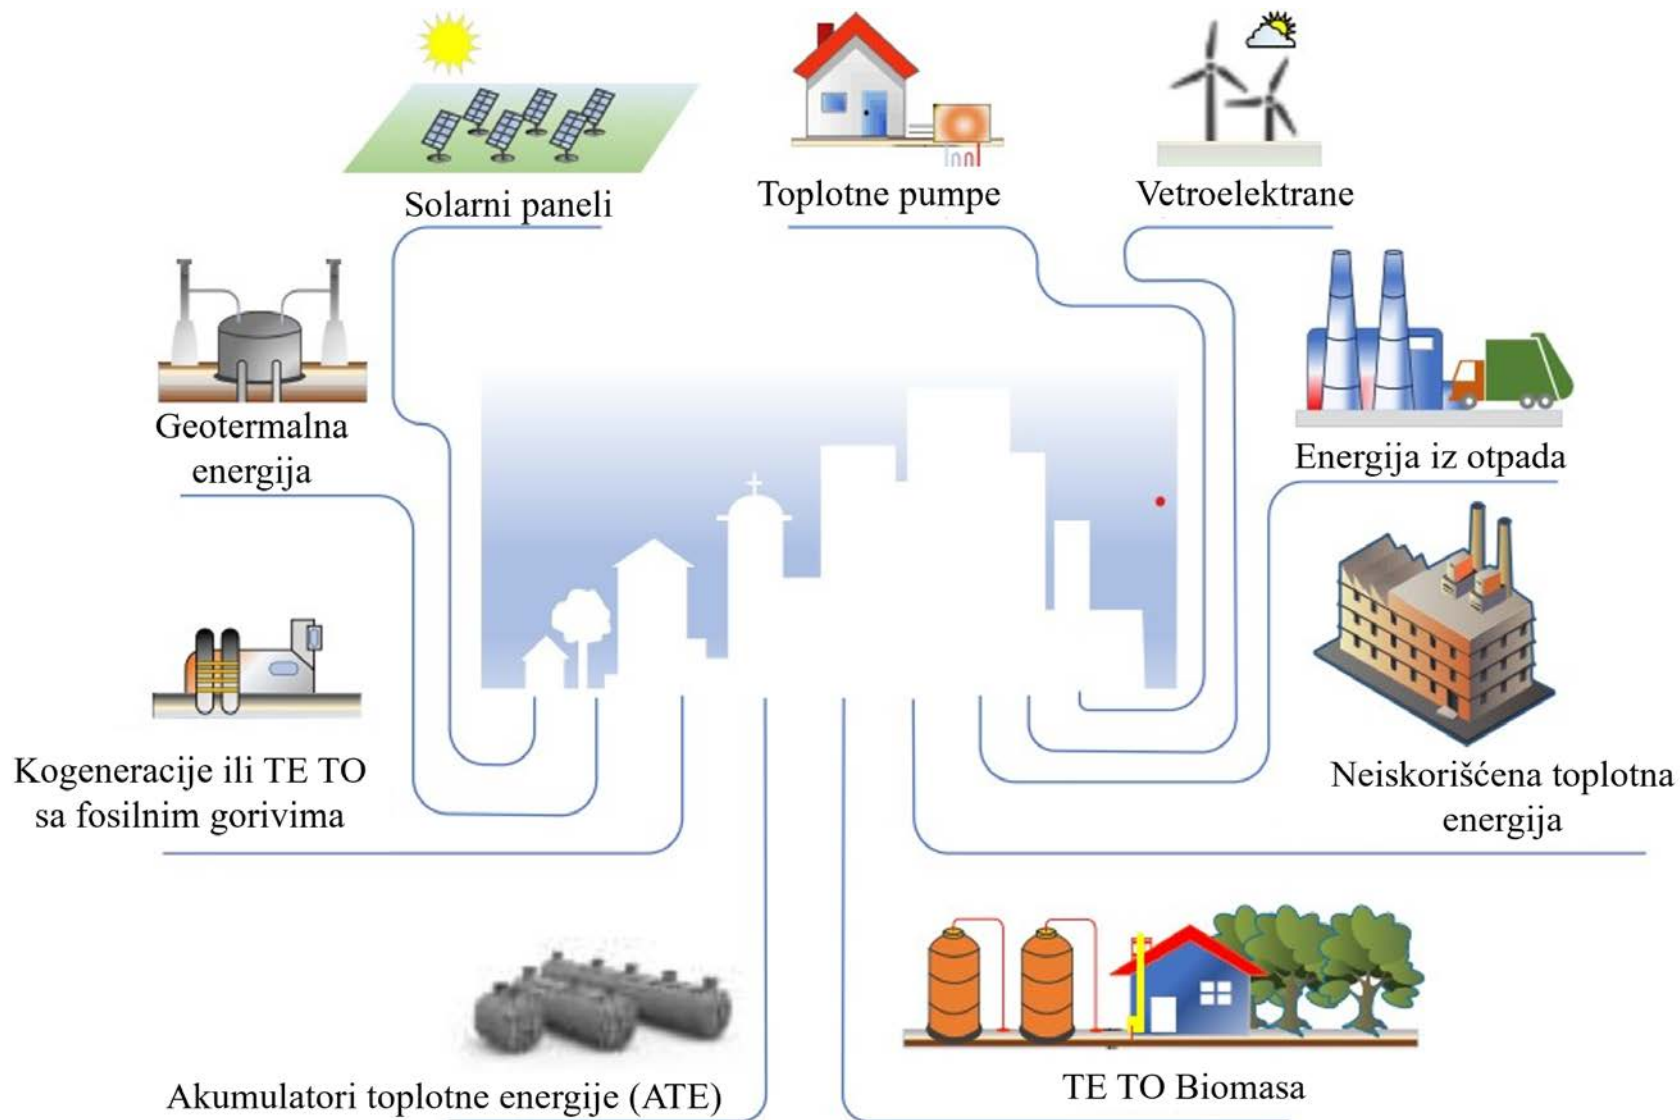 Solarni paneli
Toplotne pumpe
Vetroelektrane
Geotermalna
energija
Energija iz otpada
Kogeneracije ili TE TO
sa fosilnim gorivima
Neiskorišćena toplotna
energija
Akumulatori toplotne energije (ATE)
TE TO Biomasa